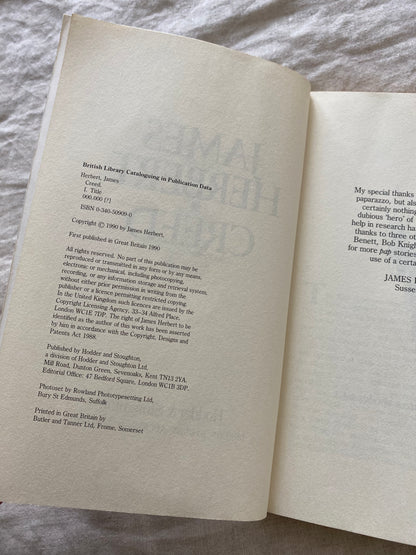 British Library Cataloguing in Publication Data
Herbert, James
Creed.
I. Title
000.000 [F]
ISBN 0-340-50909-0
Copyright © 1990 by James Herbert.
First published in Great Britain 1990
All rights reserved. No part of this publication may be
reproduced or transmitted in any form or by any means,
electronic or mechanical, including photocopying,
recording, or any information storage and retrieval system,
without either prior permission in writing from the
publisher or a licence permitting restricted copying.
In the United Kingdom such licences are issued by the
Copyright Licensing Agency, 33–34 Alfred Place,
London WC1E 7DP. The right of James Herbert to be
identified as the author of this work has been asserted
by him in accordance with the Copyright, Designs and
Patents Act 1988.
Published by Hodder and Stoughton,
a division of Hodder and Stoughton Ltd,
Mill Road, Dunton Green, Sevenoaks, Kent TN13 2YA.
Editorial Office: 47 Bedford Square, London WC1B 3DP.
Photoset by Rowland Phototypesetting Ltd,
Bury St Edmunds, Suffolk
Printed in Great Britain by
Butler and Tanner Ltd, Frome, Somerset
My special thanks
paparazzo, but als
certainly nothing
dubious 'hero' of
help in research ha
thanks to three ot
Benett, Bob Knigh
for more pap stories
use of a certa
JAMES
Susse